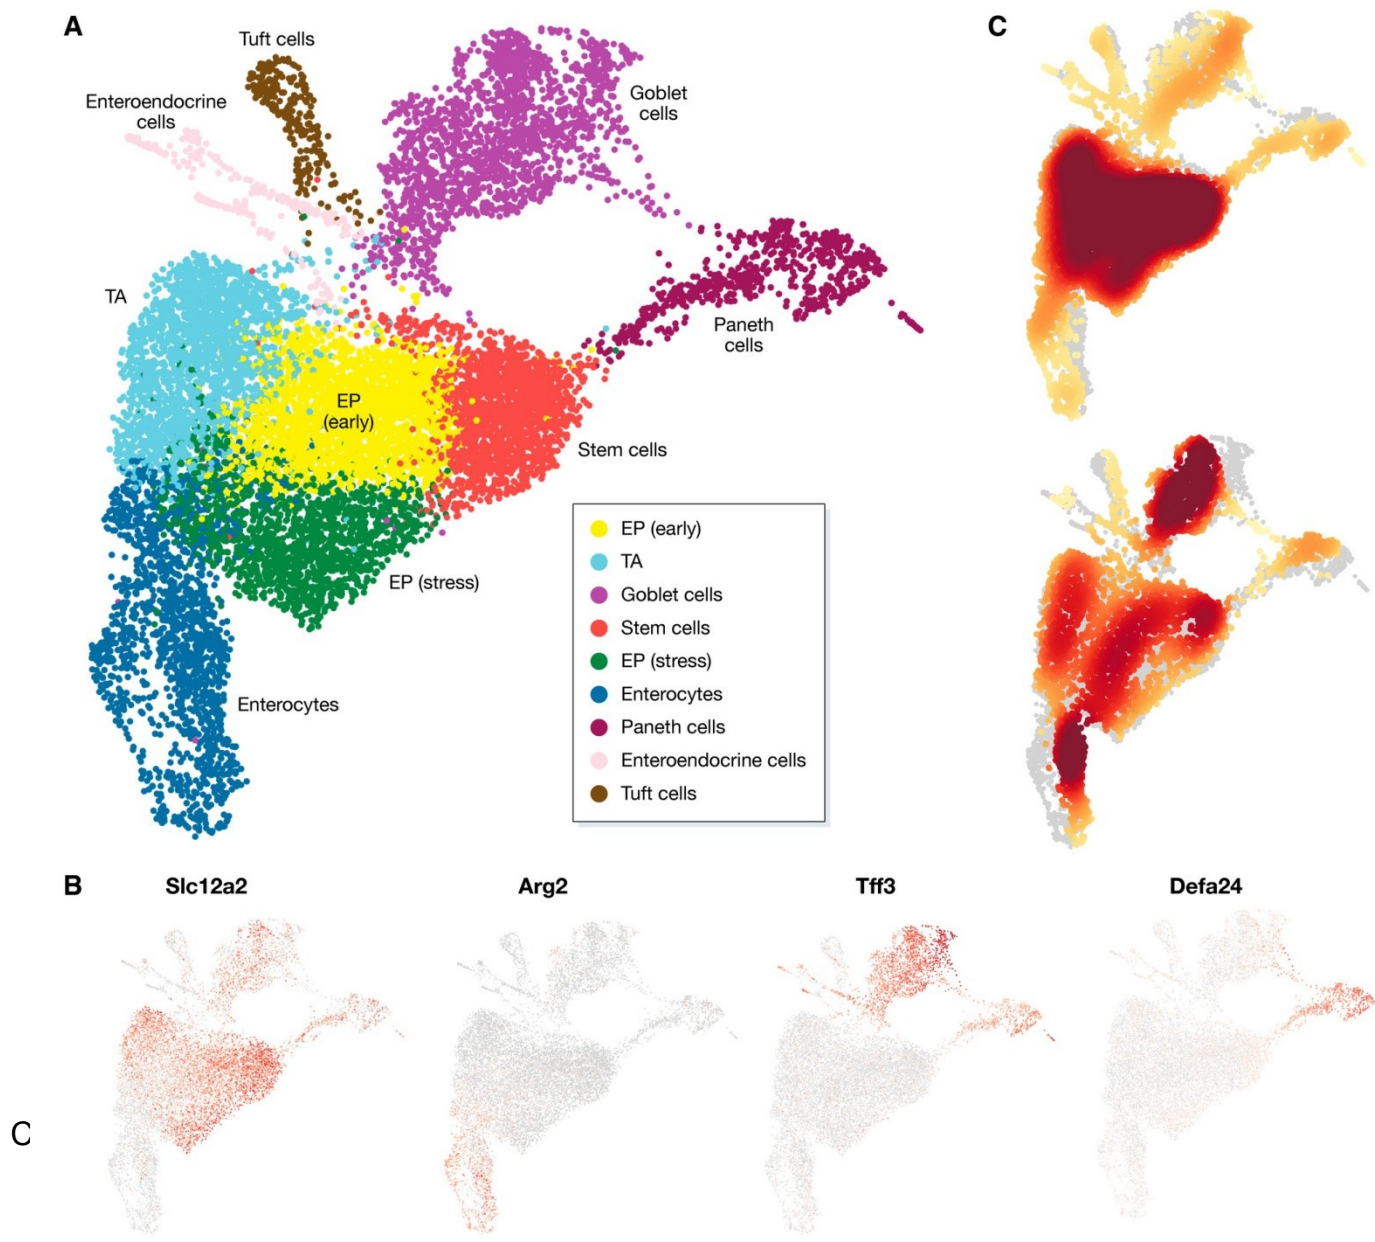 A
C
Tuft cells
Enteroendocrine
cells
Goblet
cells
TA
Paneth
cells
EP
(early)
Stem cells
EP (stress)
Enterocytes
EP (early)
TA
Goblet cells
Stem cells
EP (stress)
Enterocytes
Paneth cells
Enteroendocrine cells
Tuft cells
B
Slc12a2
Arg2
Tff3
Defa24
C